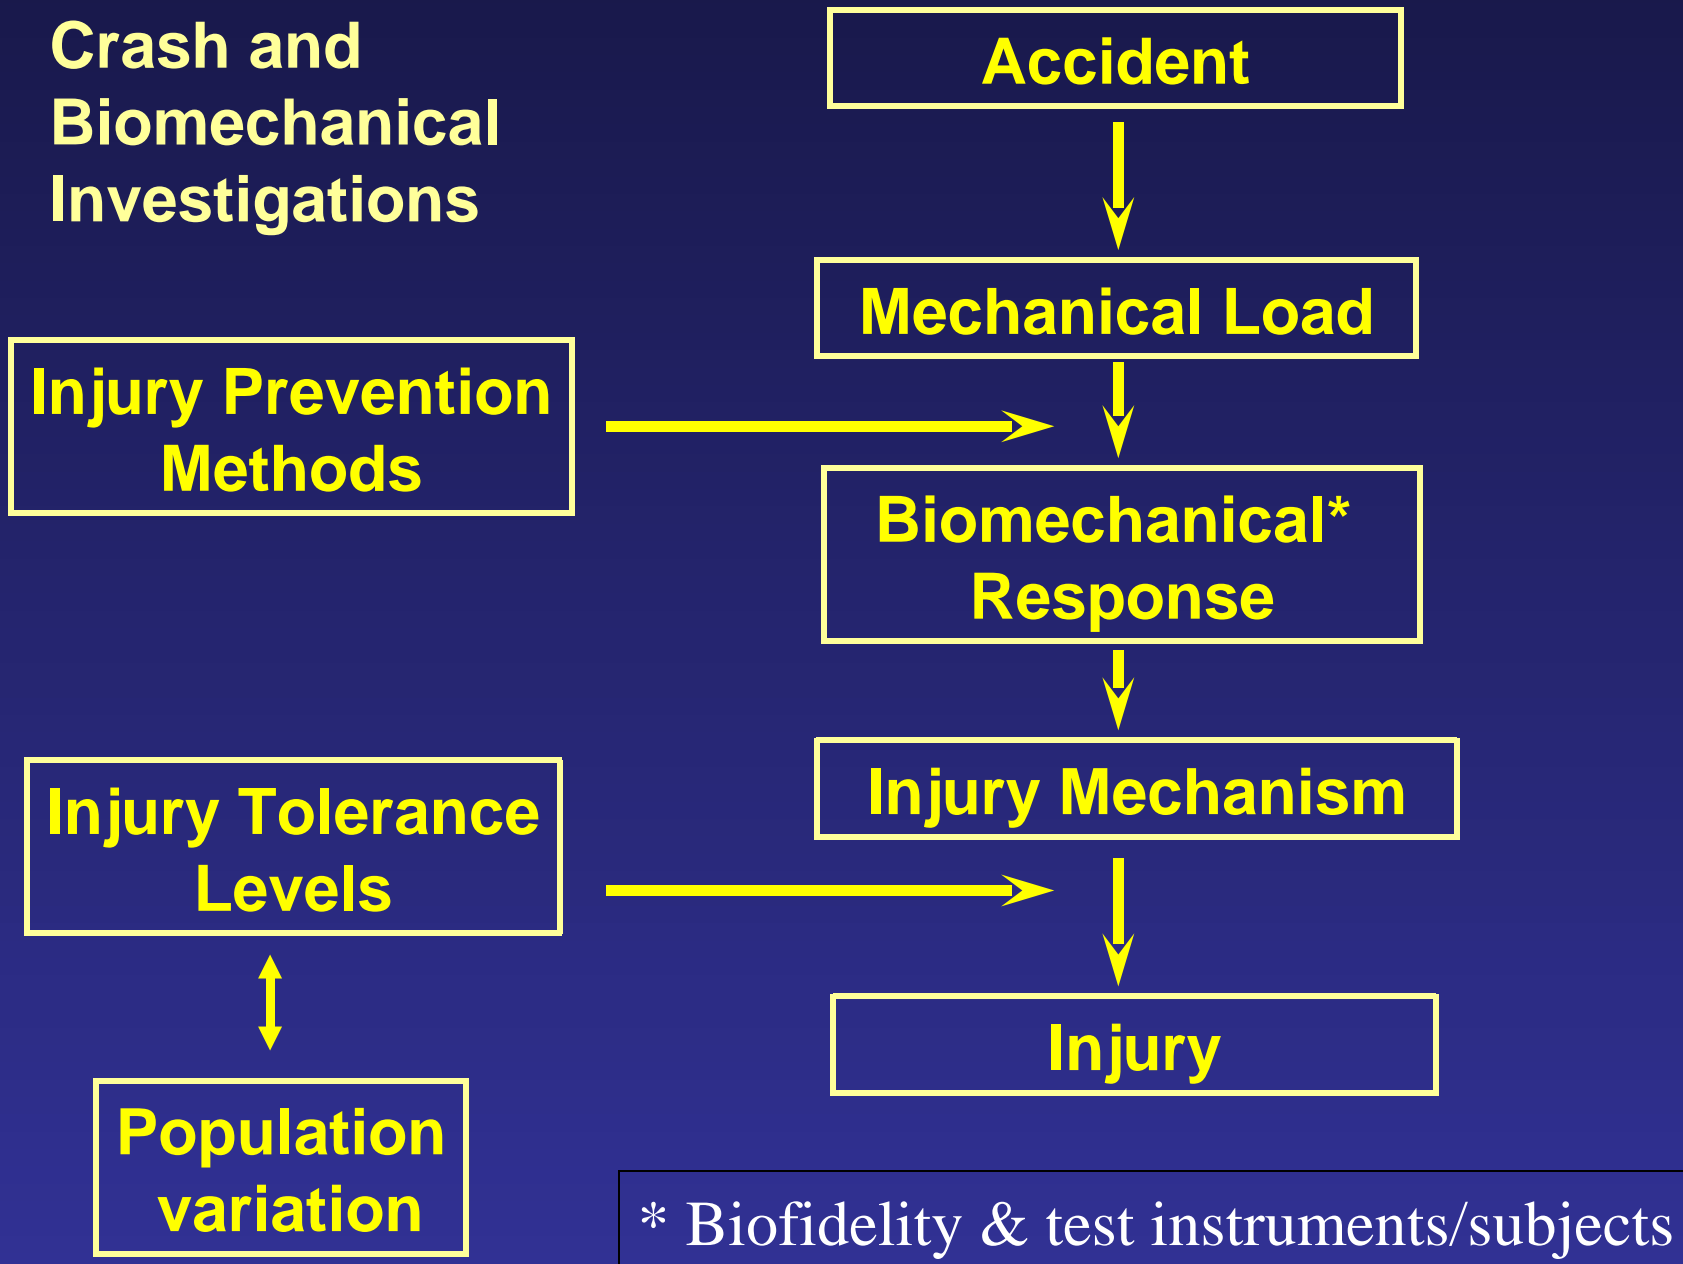 Crash and
Biomechanical
Investigations
Accident
Mechanical Load
Injury Prevention
Methods
Biomechanical*
Response
Injury Mechanism
Injury Tolerance
Levels
Injury
Population
variation
* Biofidelity & test instruments/subjects